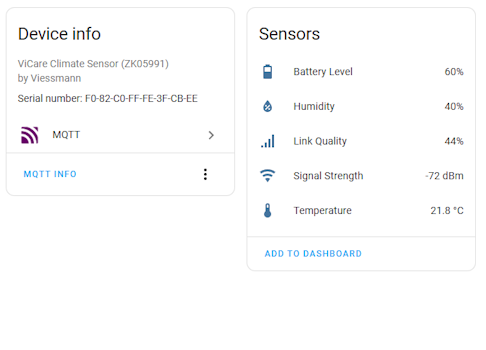 Device info
ViCare Climate Sensor (ZK05991)
by Viessmann
Serial number: F0-82-C0-FF-FE-3F-CB-EE
MQTT
MQTT INFO
Sensors
Battery Level 60%
Humidity 40%
Link Quality 44%
Signal Strength -72 dBm
Temperature 21.8 °C
ADD TO DASHBOARD